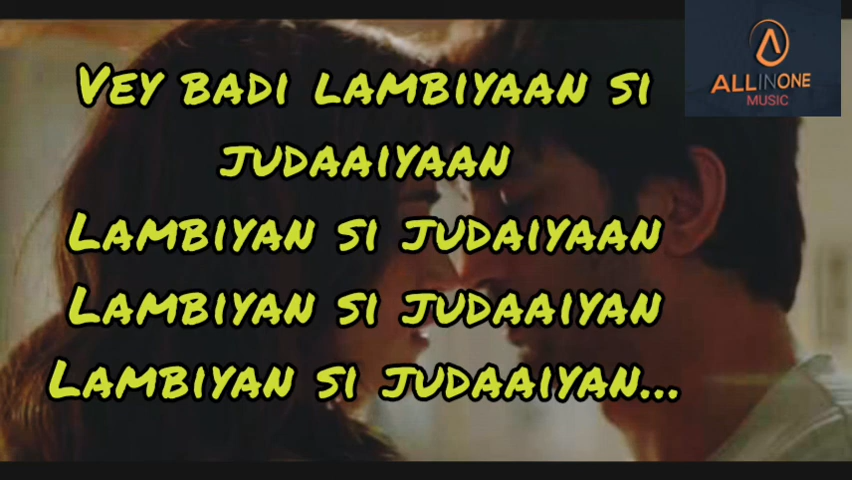 Vey badi lambiyaan si
judaaiyaan
Lambiyan si judaiyaan
Lambiyan si judaaiyan
Lambiyan si judaaiyan...
ALLINONE
MUSIC